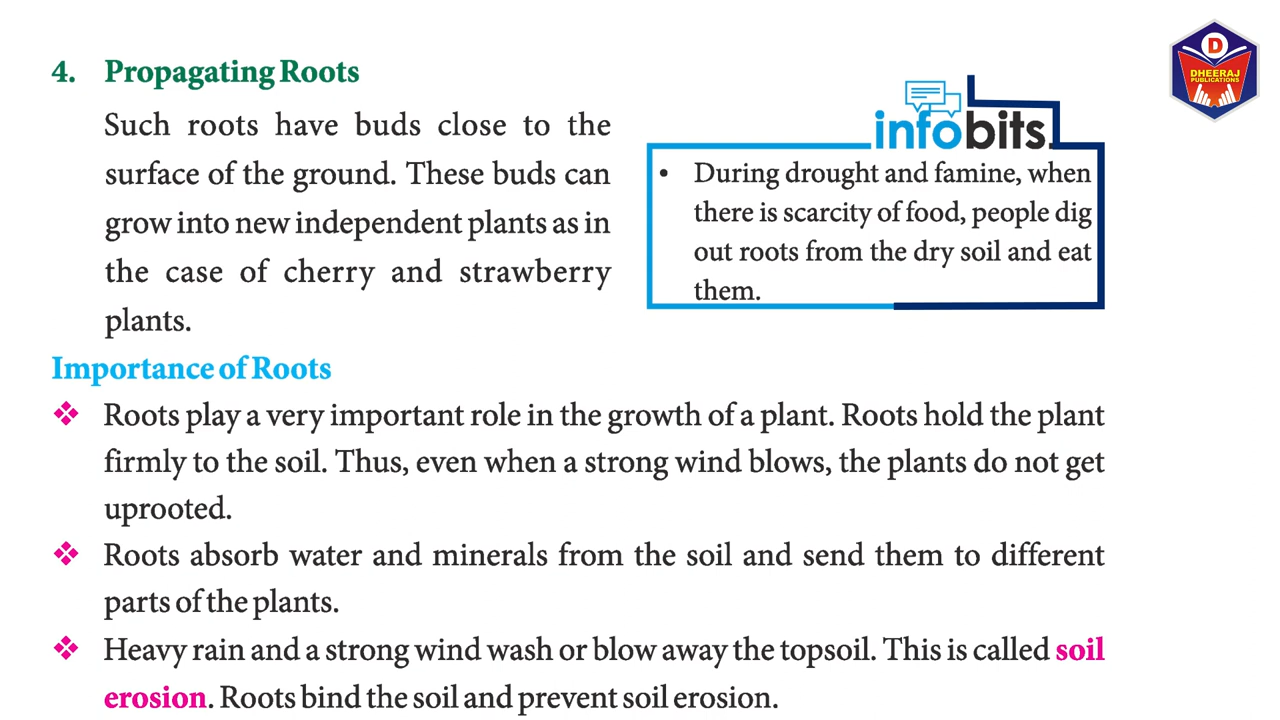 D
DHEERAJ
PUBLICATIONS
4. Propagating Roots
Such roots have buds close to the
surface of the ground. These buds can
grow into new independent plants as in
the case of cherry and strawberry
plants.
infobits
• During drought and famine, when
there is scarcity of food, people dig
out roots from the dry soil and eat
them.
Importance of Roots
❖ Roots play a very important role in the growth of a plant. Roots hold the plant
firmly to the soil. Thus, even when a strong wind blows, the plants do not get
uprooted.
❖ Roots absorb water and minerals from the soil and send them to different
parts of the plants.
❖ Heavy rain and a strong wind wash or blow away the topsoil. This is called soil
erosion. Roots bind the soil and prevent soil erosion.